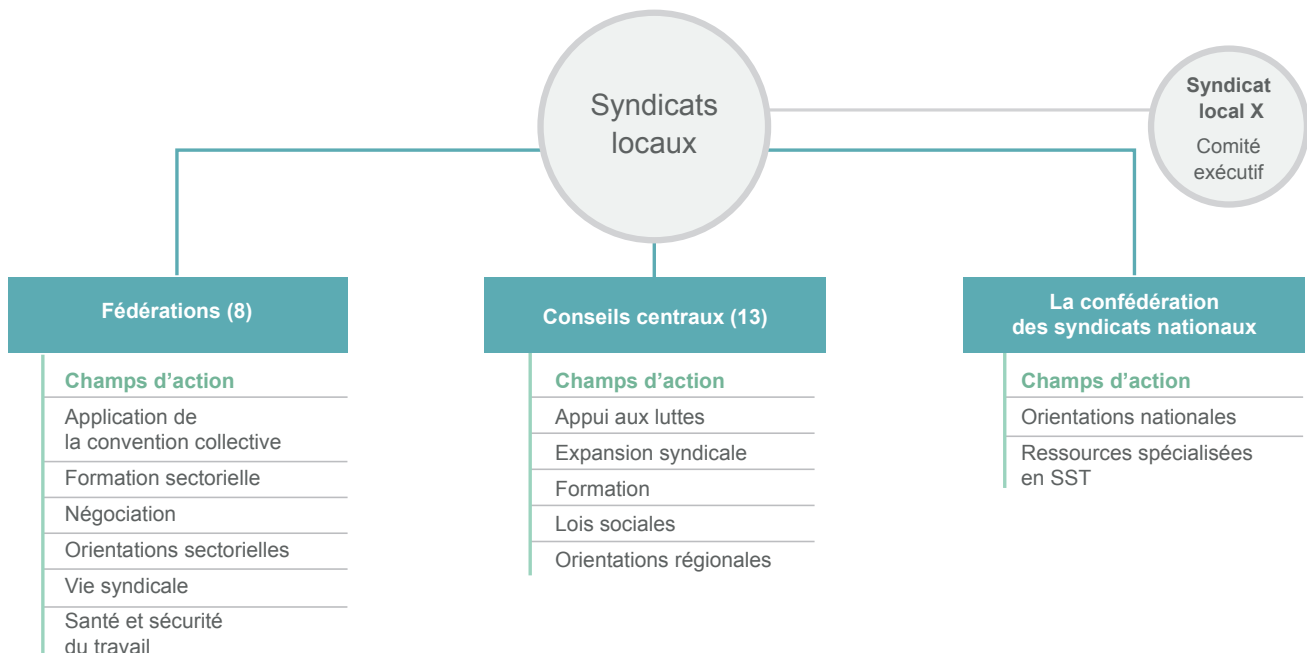 Syndicats
locaux
Syndicat
local X
Comité
exécutif
Fédérations (8)
Champs d'action
Application de
la convention collective
Formation sectorielle
Négociation
Orientations sectorielles
Vie syndicale
Santé et sécurité
du travail
Conseils centraux (13)
Champs d'action
Appui aux luttes
Expansion syndicale
Formation
Lois sociales
Orientations régionales
La confédération
des syndicats nationaux
Champs d'action
Orientations nationales
Ressources spécialisées
en SST